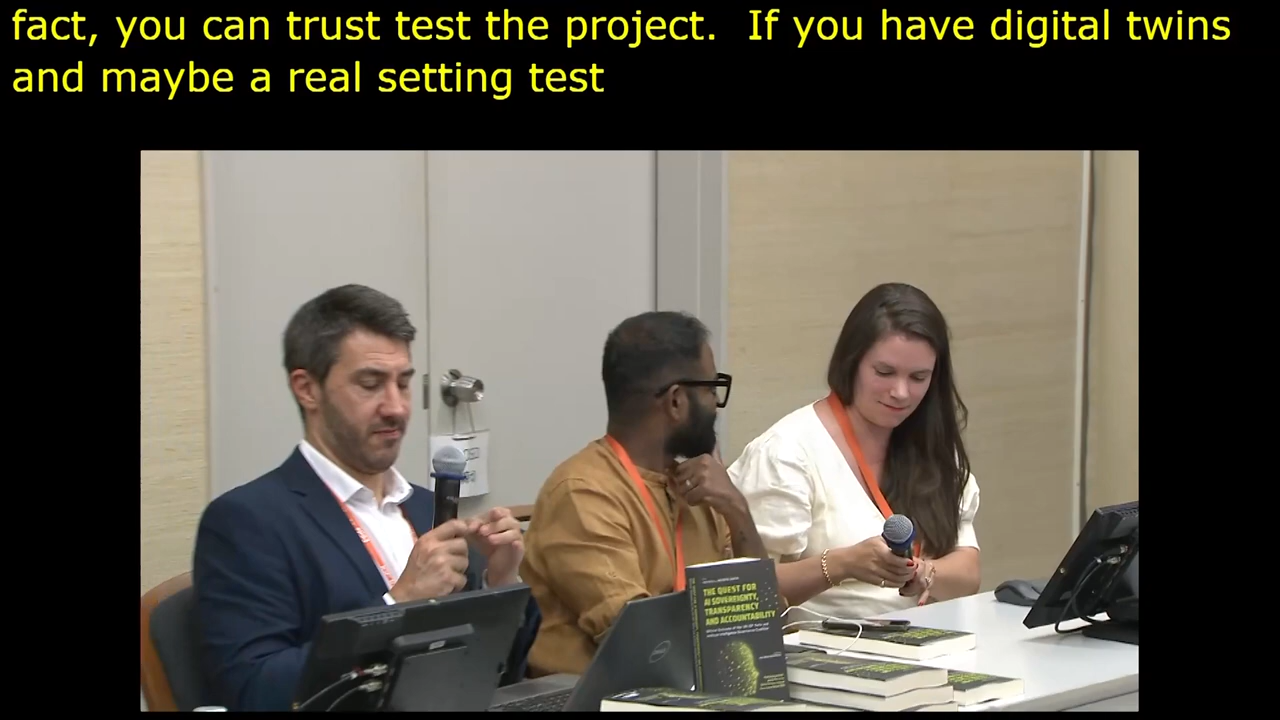 fact, you can trust test the project.  If you have digital twins
and maybe a real setting test
THE QUEST FOR
AI SOVEREIGNTY,
TRANSPARENCY
AND ACCOUNTABILITY
DELL